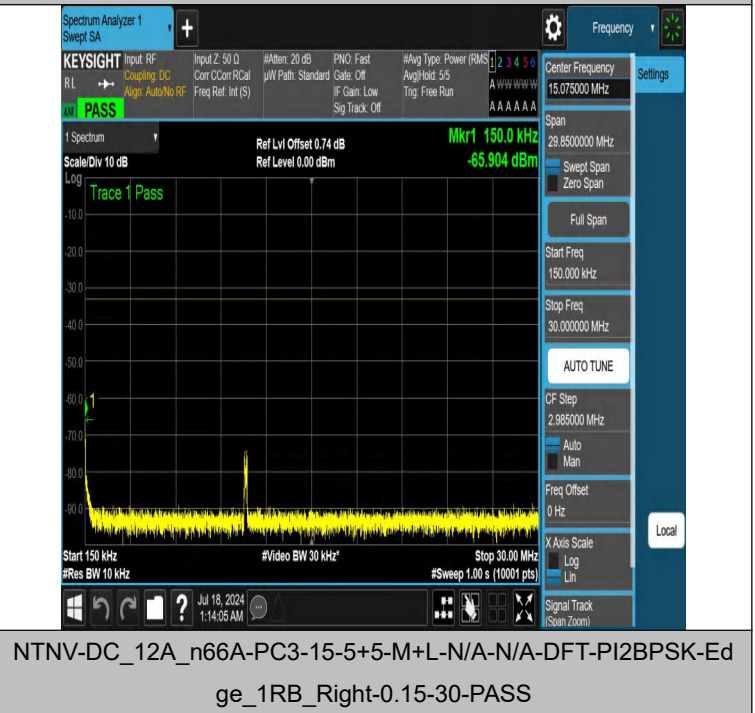 Spectrum Analyzer 1
Swept SA
+
Frequency
KEYSIGHT
RL
PASS
Input: RF
Coupling: DC
Align: Auto/No RF
Input Z: 50 Ω
Corr CCorr RCal
Freq Ref: Int (S)
#Atten: 20 dB
µW Path: Standard
PNO: Fast
Gate: Off
IF Gain: Low
Sig Track: Off
#Avg Type: Power (RMS
Avg|Hold: 5/5
Trig: Free Run
1 2 3 4 5 6
A W W W W W
A A A A A A
1 Spectrum
Scale/Div 10 dB
Ref Lvl Offset 0.74 dB
Ref Level 0.00 dBm
Mkr1 150.0 kHz
-65.904 dBm
Log
Trace 1 Pass
-10.0
-20.0
-30.0
-40.0
-50.0
-60.0
1
-70.0
-80.0
-90.0
Start 150 kHz
#Video BW 30 kHz*
Stop 30.00 MHz
#Res BW 10 kHz
#Sweep 1.00 s (10001 pts)
Jul 18, 2024
1:14:05 AM
?
Center Frequency
15.075000 MHz
Settings
Span
29.8500000 MHz
Swept Span
Zero Span
Full Span
Start Freq
150.000 kHz
Stop Freq
30.000000 MHz
AUTO TUNE
CF Step
2.985000 MHz
Auto
Man
Freq Offset
0 Hz
X Axis Scale
Log
Lin
Local
Signal Track
(Span Zoom)
NTNV-DC_12A_n66A-PC3-15-5+5-M+L-N/A-N/A-DFT-PI2BPSK-Ed
ge_1RB_Right-0.15-30-PASS